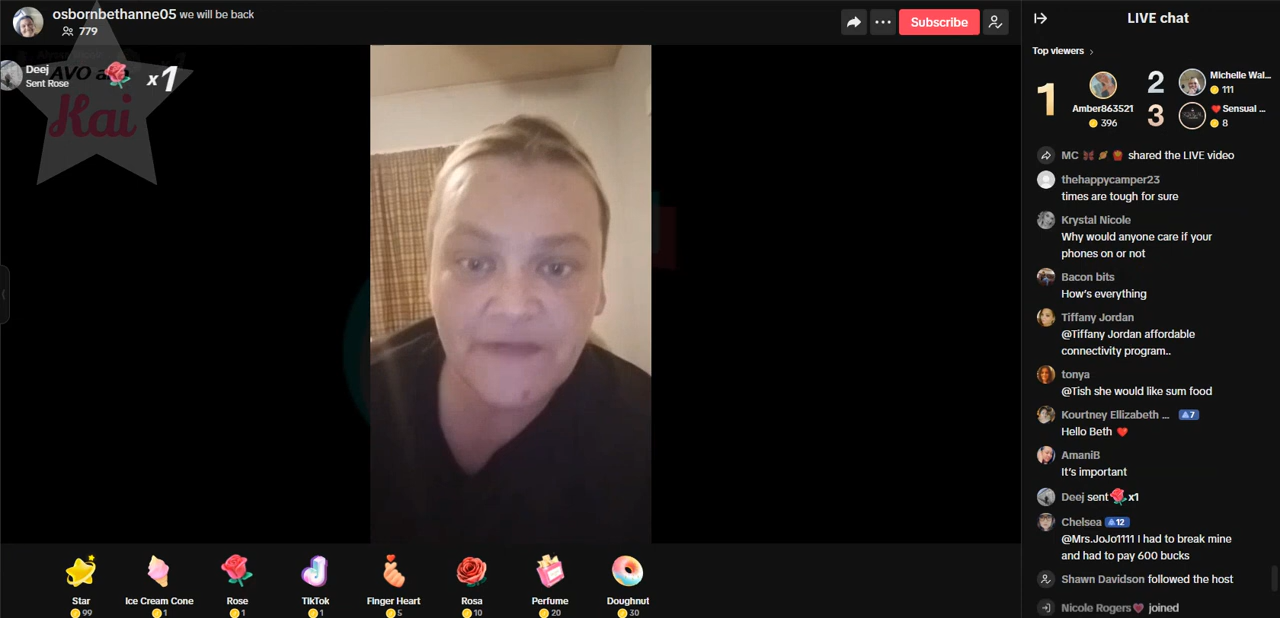 osbornbethanne05 we will be back
779
Subscribe
Deej
Sent Rose
x1
AVO are
Kai
LIVE chat
Top viewers
1
Amber863521
396
2
Michelle Wal...
111
3
Sensual ...
8
MC shared the LIVE video
thehappycamper23
times are tough for sure
Krystal Nicole
Why would anyone care if your
phones on or not
Bacon bits
How's everything
Tiffany Jordan
@Tiffany Jordan affordable
connectivity program..
tonya
@Tish she would like sum food
Kourtney Ellizabeth ... 7
Hello Beth
AmaniB
It's important
Deej sent x1
Chelsea 12
@Mrs.JoJo1111 I had to break mine
and had to pay 600 bucks
Shawn Davidson followed the host
Nicole Rogers joined
Star
99
Ice Cream Cone
1
Rose
1
TikTok
1
Finger Heart
5
Rosa
10
Perfume
20
Doughnut
30